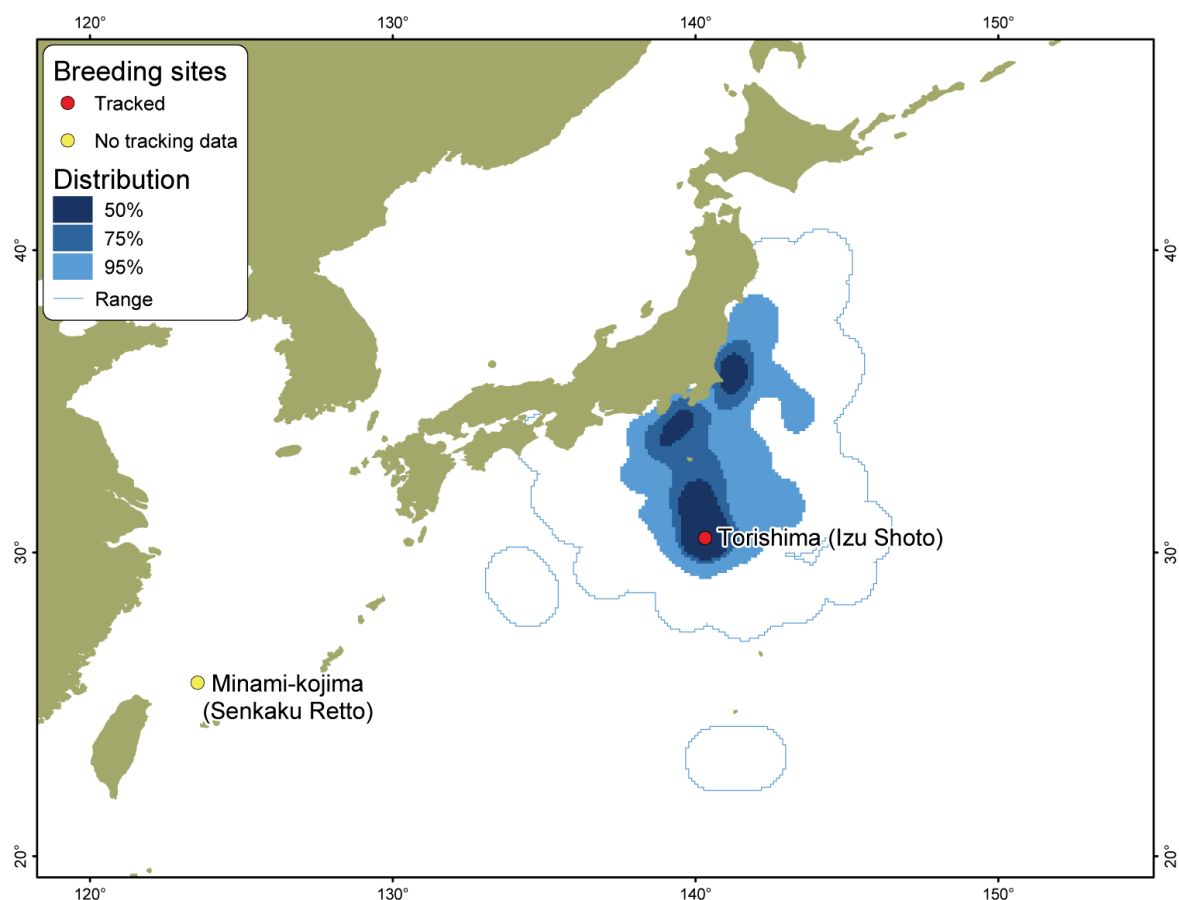 120°
130°
140°
150°
Breeding sites
Tracked
No tracking data
Distribution
50%
75%
95%
Range
40°
40°
30°
30°
Torishima (Izu Shoto)
Minami-kojima
(Senkaku Retto)
20°
20°
120°
130°
140°
150°